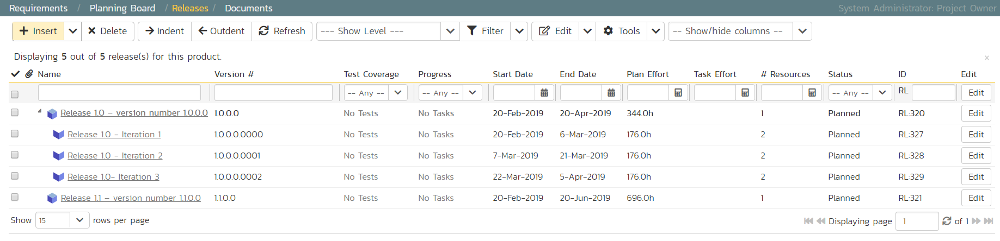 Requirements / Planning Board / Releases / Documents System Administrator: Project Owner
Insert Delete Indent Outdent Refresh --- Show Level --- Filter Edit Tools -- Show/hide columns --
Displaying 5 out of 5 release(s) for this product. ×
Name Version # Test Coverage Progress Start Date End Date Plan Effort Task Effort # Resources Status ID Edit
-- Any -- -- Any -- -- Any -- RL Edit
Release 1.0 – version number 1.0.0.0 1.0.0.0 No Tests No Tasks 20-Feb-2019 20-Apr-2019 344.0h 1 Planned RL:320 Edit
Release 1.0 - Iteration 1 1.0.0.0.0000 No Tests No Tasks 20-Feb-2019 6-Mar-2019 176.0h 2 Planned RL:327 Edit
Release 1.0 - Iteration 2 1.0.0.0.0001 No Tests No Tasks 7-Mar-2019 21-Mar-2019 176.0h 2 Planned RL:328 Edit
Release 1.0- Iteration 3 1.0.0.0.0002 No Tests No Tasks 22-Mar-2019 5-Apr-2019 176.0h 2 Planned RL:329 Edit
Release 1.1 – version number 1.1.0.0 1.1.0.0 No Tests No Tasks 20-Feb-2019 20-Jun-2019 696.0h 1 Planned RL:321 Edit
Show 15 rows per page Displaying page 1 of 1